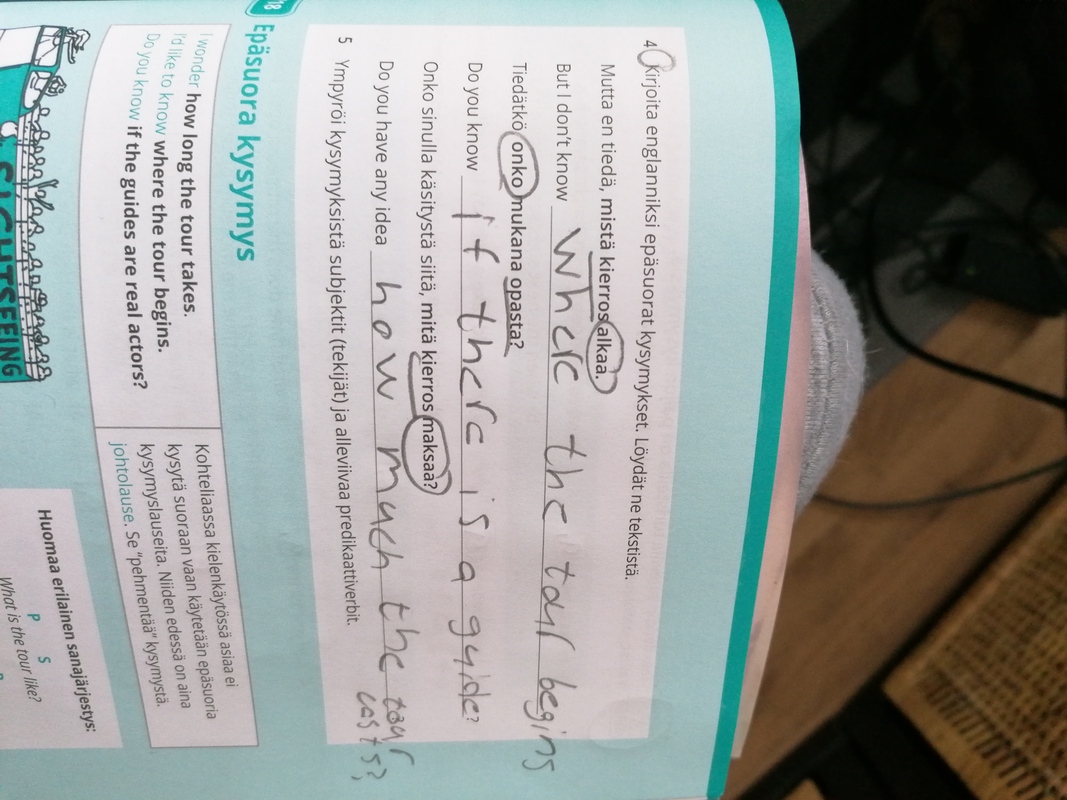 4 Kirjoita englanniksi epäsuorat kysymykset. Löydät ne tekstistä.
Mutta en tiedä, mistä kierros alkaa.
But I don't know where the tour begins
Tiedätkö onko mukana opasta?
Do you know if there is a guide?
Onko sinulla käsitystä siitä, mitä kierros maksaa?
Do you have any idea how much the tour
costs?
5 Ympyröi kysymyksistä subjektit (tekijät) ja alleviivaa predikaattiverbit.
18 Epäsuora kysymys
I wonder how long the tour takes.
I'd like to know where the tour begins.
Do you know if the guides are real actors?
Kohteliaassa kielenkäytössä asiaa ei
kysytä suoraan vaan käytetään epäsuoria
kysymyslauseita. Niiden edessä on aina
johtolause. Se "pehmentää" kysymystä.
Huomaa erilainen sanajärjestys:
P S
What is the tour like?
SIGHTSEEING